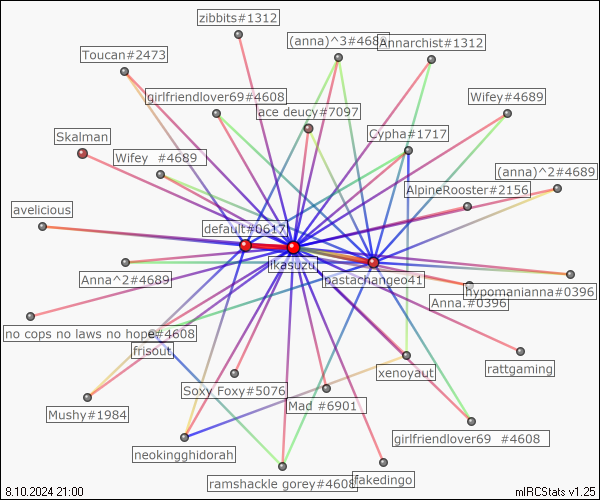 zibbits#1312
(anna)^3#468
Annarchist#1312
Toucan#2473
girlfriendlover69#4608
Wifey#4689
ace deucy#7097
Cypha#1717
Skalman
Wifey  #4689
(anna)^2#4689
AlpineRooster#2156
avelicious
default#0617
ikasuzu
Anna^2#4689
pastachangeo41
hypomanianna#0396
Anna.#0396
no cops no laws no hope#4608
frisout
rattgaming
xenoyaut
Soxy Foxy#5076
Mad #6901
Mushy#1984
girlfriendlover69  #4608
neokingghidorah
ramshackle gorey#4608
fakedingo
8.10.2024 21:00
mIRCStats v1.25